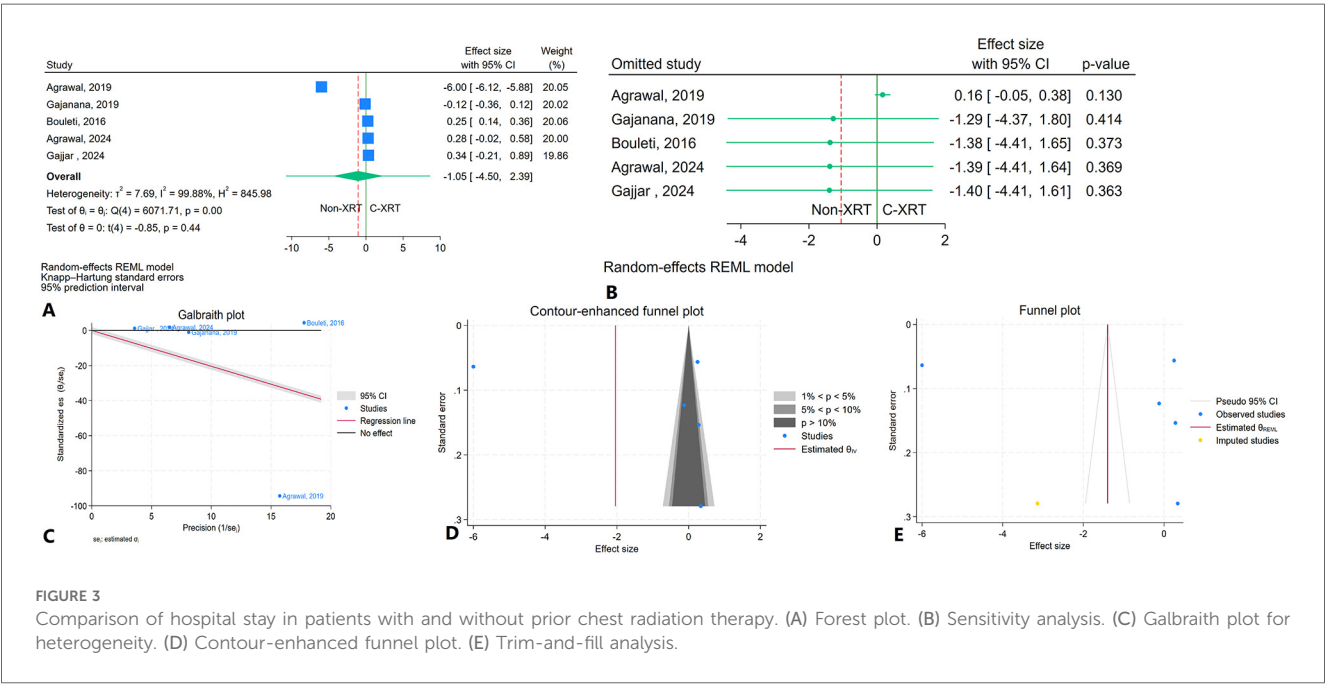 Effect size Weight
Study with 95% CI (%)
Agrawal, 2019 -6.00 [ -6.12, -5.88] 20.05
Gajanana, 2019 -0.12 [ -0.36, 0.12] 20.02
Bouleti, 2016 0.25 [ 0.14, 0.36] 20.06
Agrawal, 2024 0.28 [ -0.02, 0.58] 20.00
Gajjar , 2024 0.34 [ -0.21, 0.89] 19.86
Overall -1.05 [ -4.50, 2.39]
Heterogeneity: τ² = 7.69, I² = 99.88%, H² = 845.98
Test of θᵢ = θⱼ: Q(4) = 6071.71, p = 0.00
Non-XRT C-XRT
Test of θ = 0: t(4) = -0.85, p = 0.44
-10 -5 0 5 10
Random-effects REML model
Knapp–Hartung standard errors
95% prediction interval
A
Effect size
Omitted study with 95% CI p-value
Agrawal, 2019 0.16 [ -0.05, 0.38] 0.130
Gajanana, 2019 -1.29 [ -4.37, 1.80] 0.414
Bouleti, 2016 -1.38 [ -4.41, 1.65] 0.373
Agrawal, 2024 -1.39 [ -4.41, 1.64] 0.369
Gajjar , 2024 -1.40 [ -4.41, 1.61] 0.363
Non-XRT C-XRT
-4 -2 0 2
Random-effects REML model
B
Galbraith plot
Standardized es (θᵢ/seᵢ)
0
-20
-40
-60
-80
-100
Agrawal, 2024
Gajanana, 2019
Bouleti, 2016
Agrawal, 2019
0 5 10 15 20
Precision (1/seᵢ)
seᵢ: estimated σᵢ
95% CI
Studies
Regression line
No effect
C
Contour-enhanced funnel plot
Standard error
0
.1
.2
.3
-6 -4 -2 0 2
Effect size
1% < p < 5%
5% < p < 10%
p > 10%
Studies
Estimated θIV
D
Funnel plot
Standard error
0
.1
.2
.3
-6 -4 -2 0
Effect size
Pseudo 95% CI
Observed studies
Estimated θREML
Imputed studies
E
FIGURE 3
Comparison of hospital stay in patients with and without prior chest radiation therapy. (A) Forest plot. (B) Sensitivity analysis. (C) Galbraith plot for
heterogeneity. (D) Contour-enhanced funnel plot. (E) Trim-and-fill analysis.